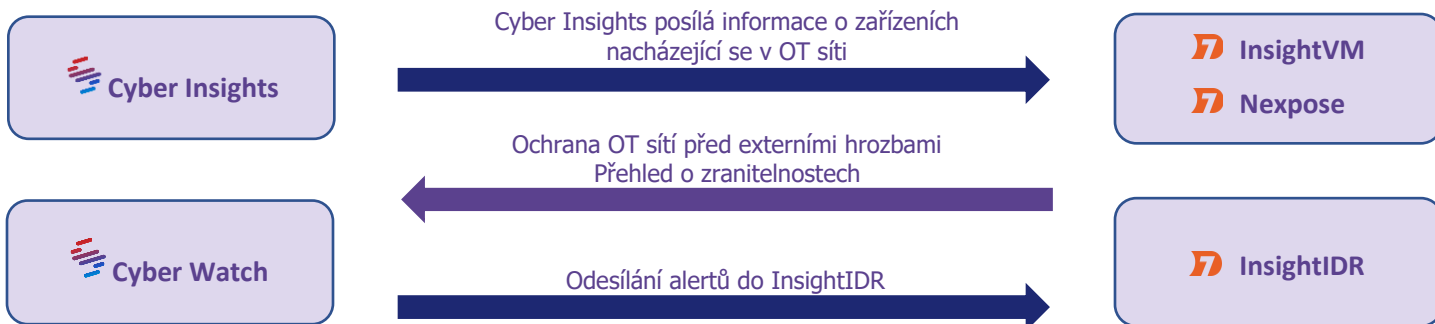 Cyber Insights posílá informace o zařízeních
nacházející se v OT síti
Cyber Insights
InsightVM
Nexpose
Ochrana OT sítí před externími hrozbami
Přehled o zranitelnostech
Cyber Watch
Odesílání alertů do InsightIDR
InsightIDR